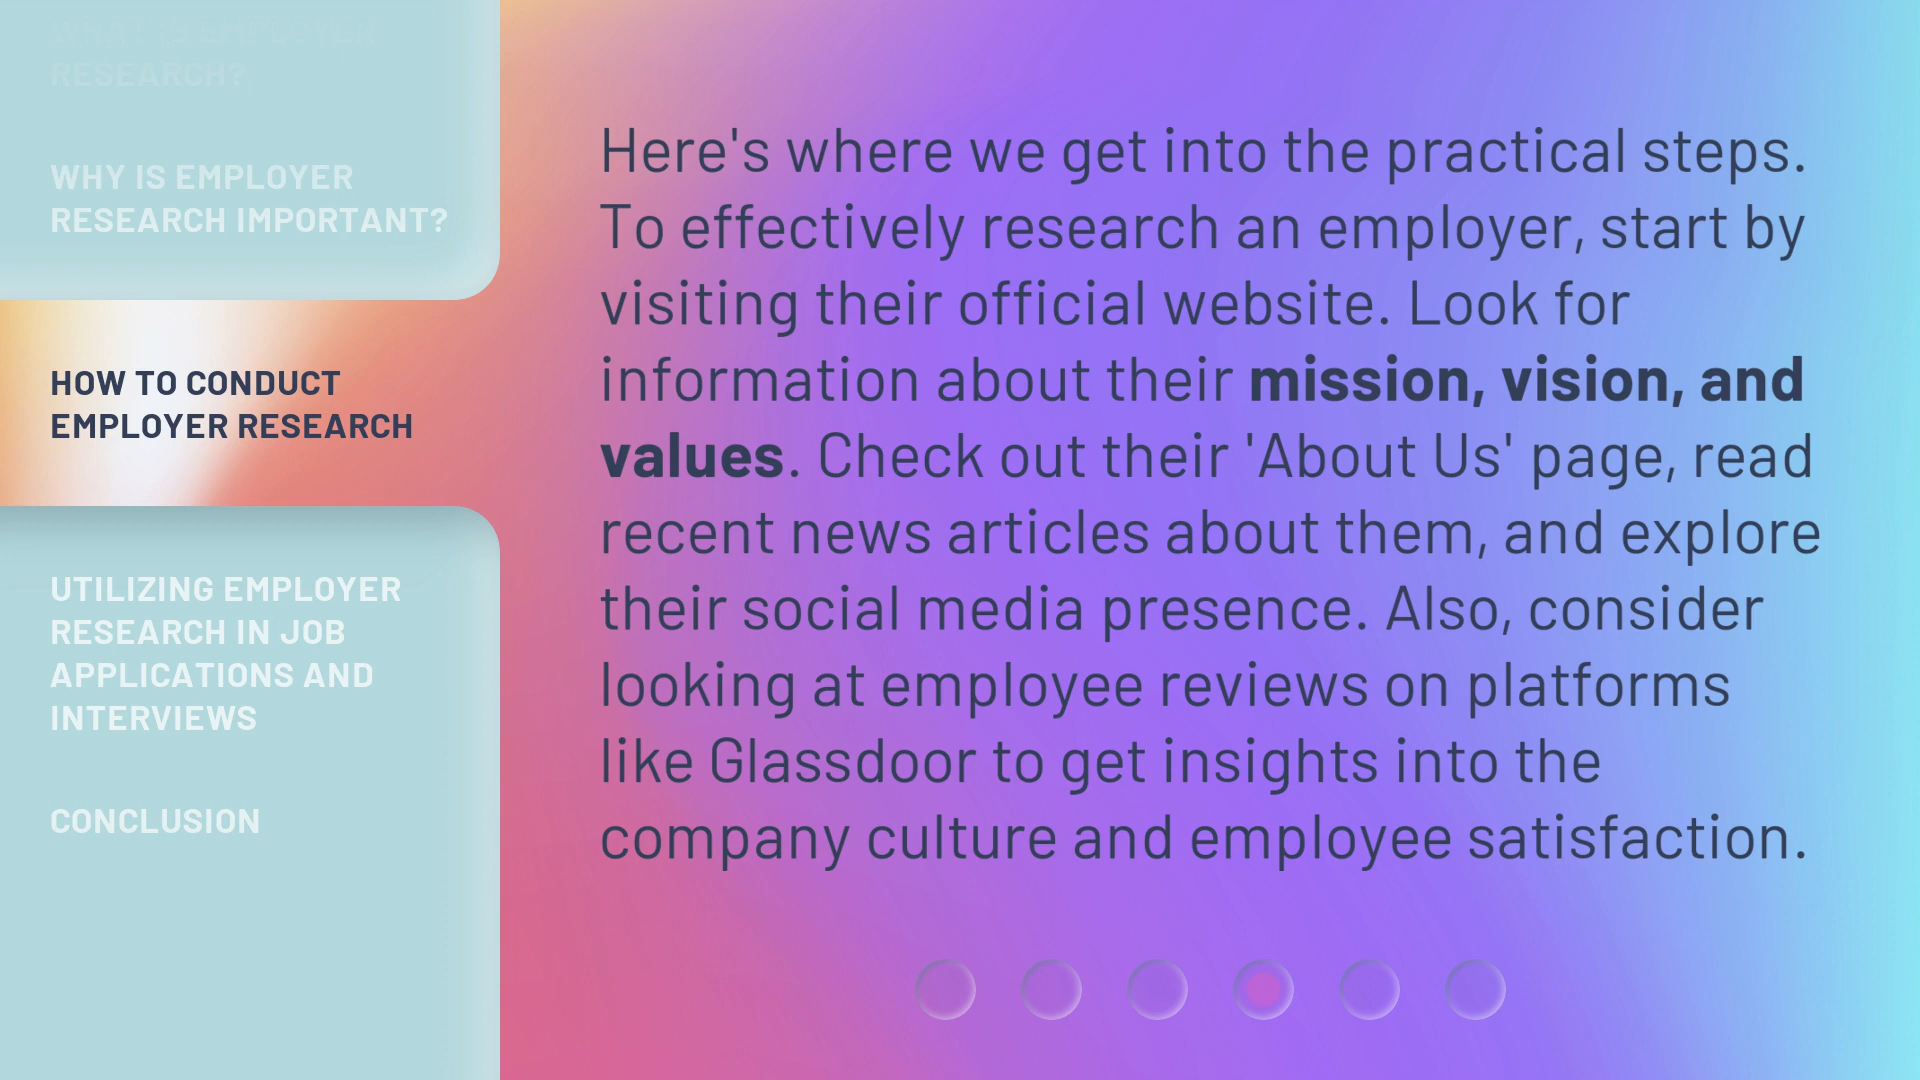 WHAT IS EMPLOYER
RESEARCH?
WHY IS EMPLOYER
RESEARCH IMPORTANT?
HOW TO CONDUCT
EMPLOYER RESEARCH
UTILIZING EMPLOYER
RESEARCH IN JOB
APPLICATIONS AND
INTERVIEWS
CONCLUSION
Here's where we get into the practical steps.
To effectively research an employer, start by
visiting their official website. Look for
information about their mission, vision, and
values. Check out their 'About Us' page, read
recent news articles about them, and explore
their social media presence. Also, consider
looking at employee reviews on platforms
like Glassdoor to get insights into the
company culture and employee satisfaction.